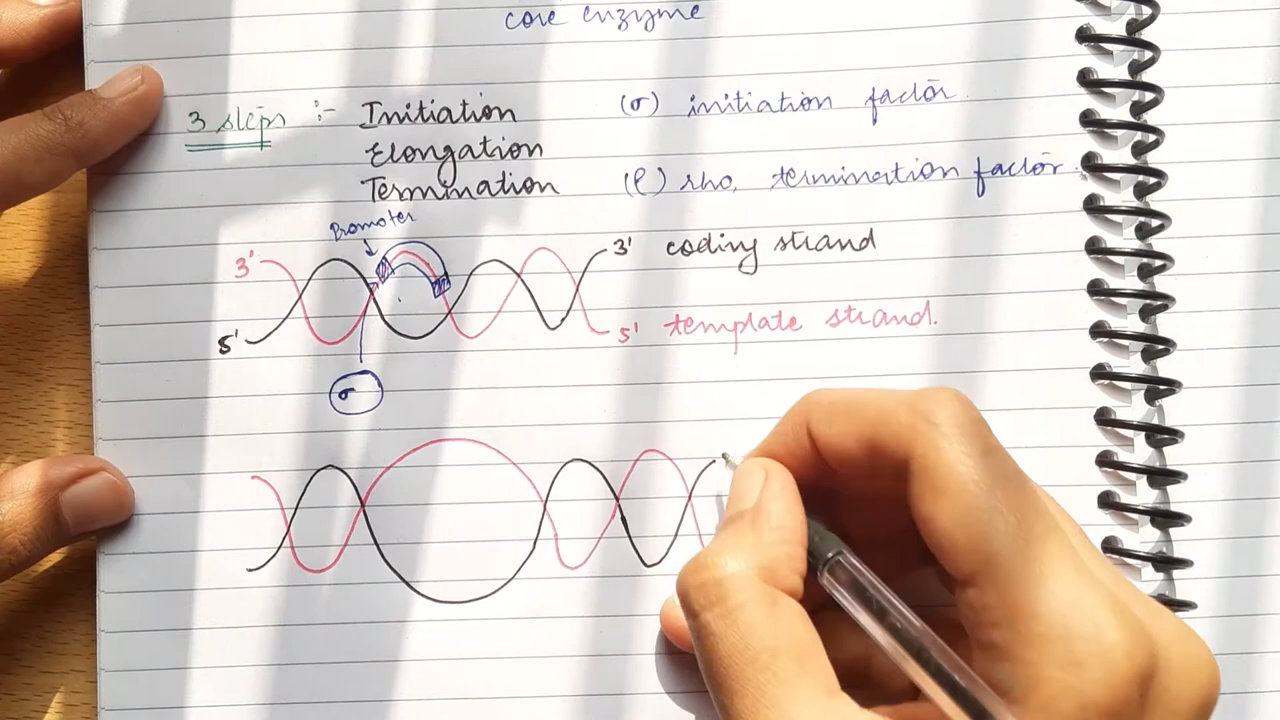 core enzyme
3 steps :- Initiation (σ) initiation factor
Elongation
Termination (ρ) rho, termination factor
Promoter
3' 3' coding strand
5' 5' template strand.
σ